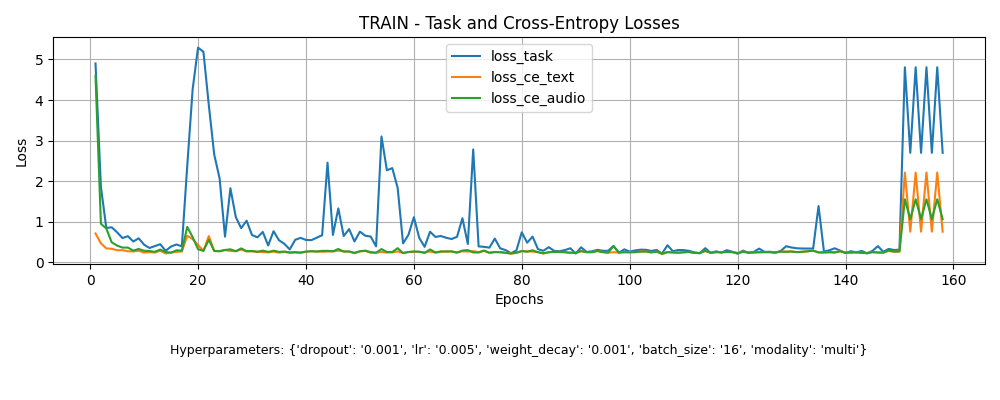 TRAIN - Task and Cross-Entropy Losses
loss_task
loss_ce_text
loss_ce_audio
Loss
5
4
3
2
1
0
0 20 40 60 80 100 120 140 160
Epochs
Hyperparameters: {'dropout': '0.001', 'lr': '0.005', 'weight_decay': '0.001', 'batch_size': '16', 'modality': 'multi'}